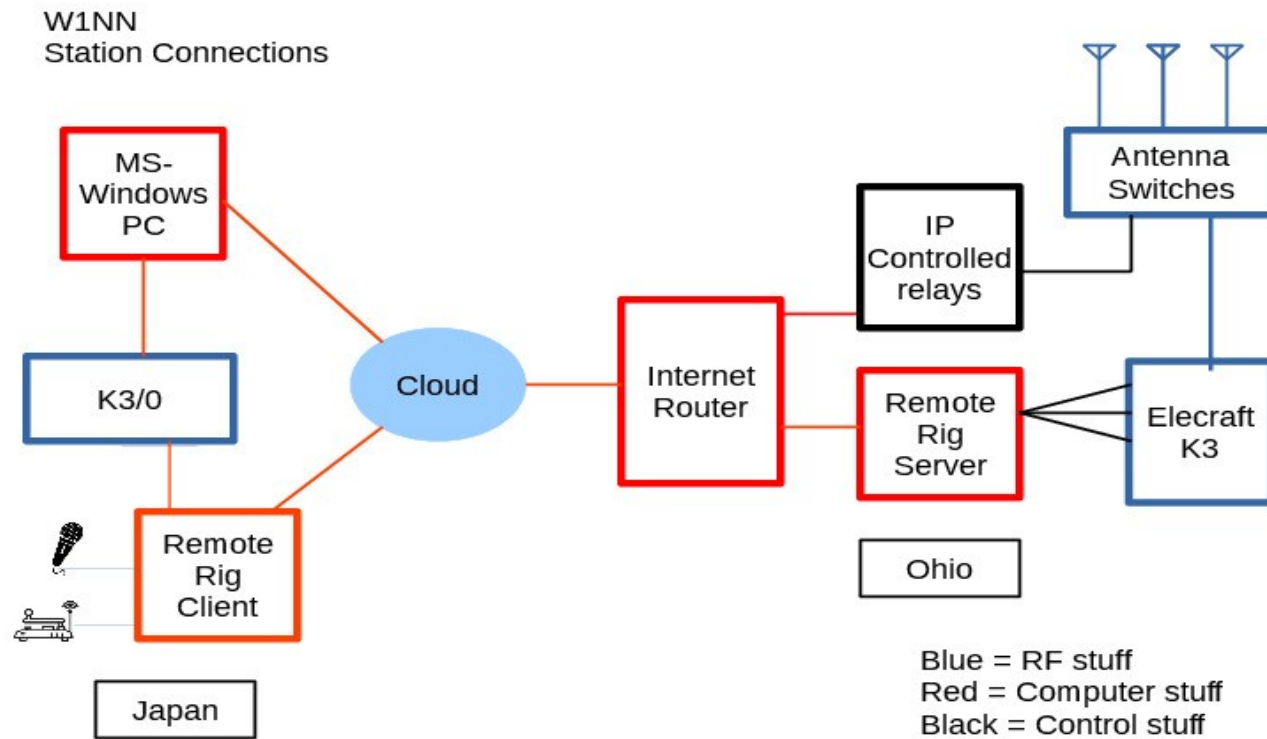 W1NN
Station Connections
MS-
Windows
PC
K3/0
Remote
Rig
Client
Japan
Cloud
Internet
Router
IP
Controlled
relays
Remote
Rig
Server
Ohio
Antenna
Switches
Elecraft
K3
Blue = RF stuff
Red = Computer stuff
Black = Control stuff